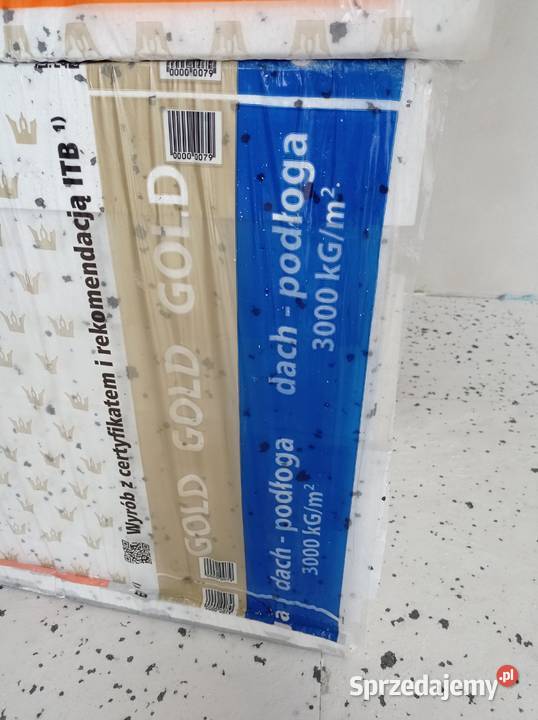 0000 0079
0000 0079
Wyrób z certyfikatem i rekomendacją ITB 1)
GOLD GOLD GOLD
dach - podłoga
3000 kG/m².
dach - podłoga
3000 kG/m²
Sprzedajemy.pl